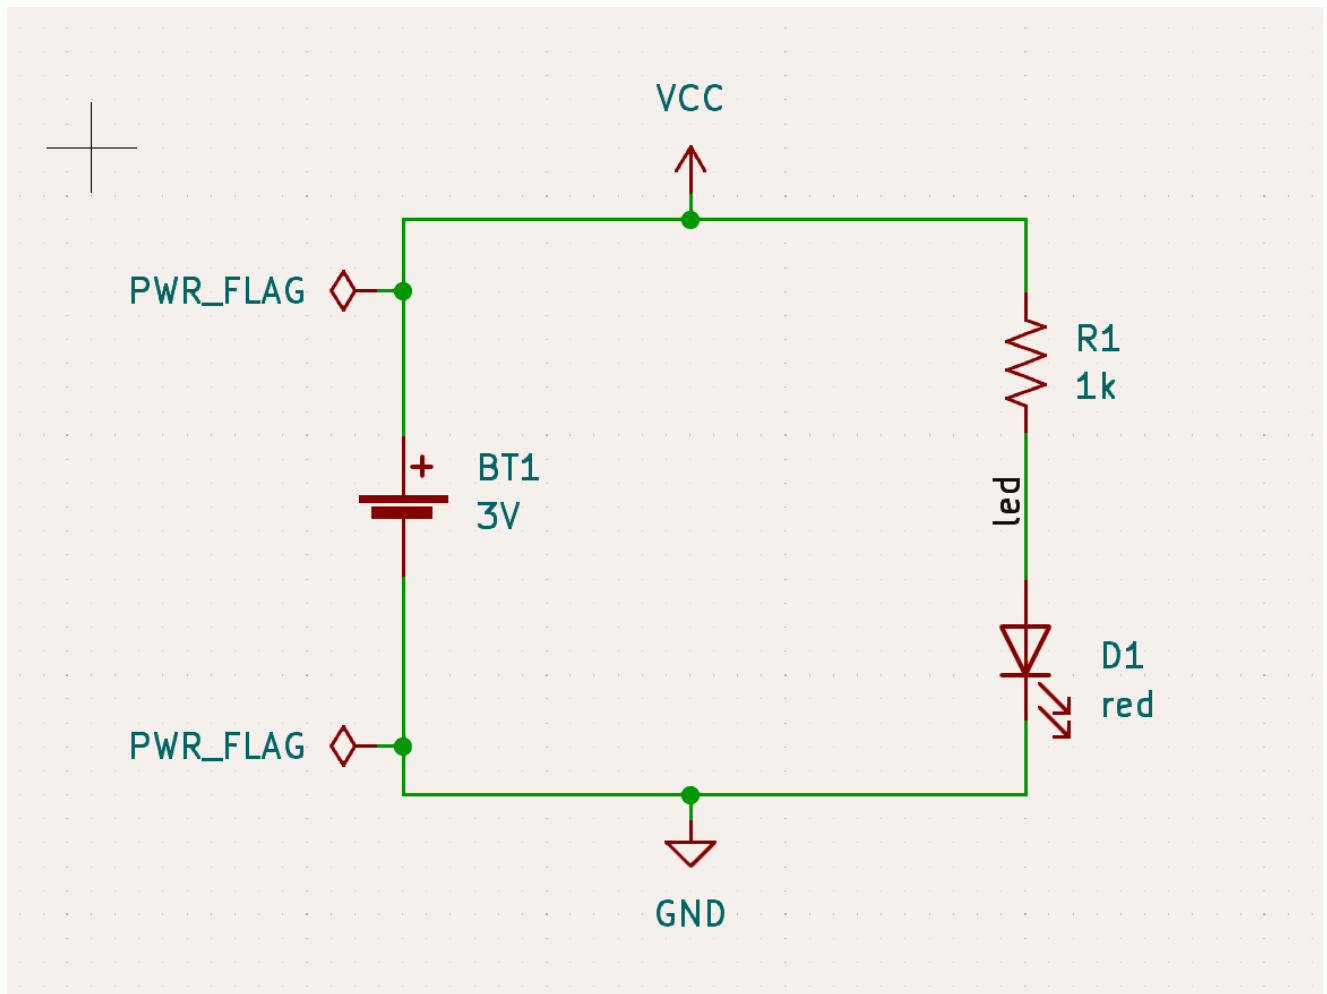 VCC
PWR_FLAG
R1
1k
BT1
3V
led
D1
red
PWR_FLAG
GND